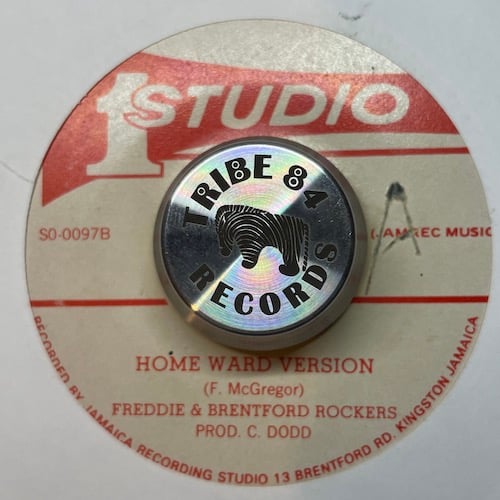 1 STUDIO
TRIBE 84
RECORDS
SO-0097B
(JAMREC MUSIC
A
HOME WARD VERSION
(F. McGregor)
FREDDIE & BRENTFORD ROCKERS
PROD. C. DODD
RECORDED BY JAMAICA RECORDING STUDIO 13 BRENTFORD RD. KINGSTON JAMAICA